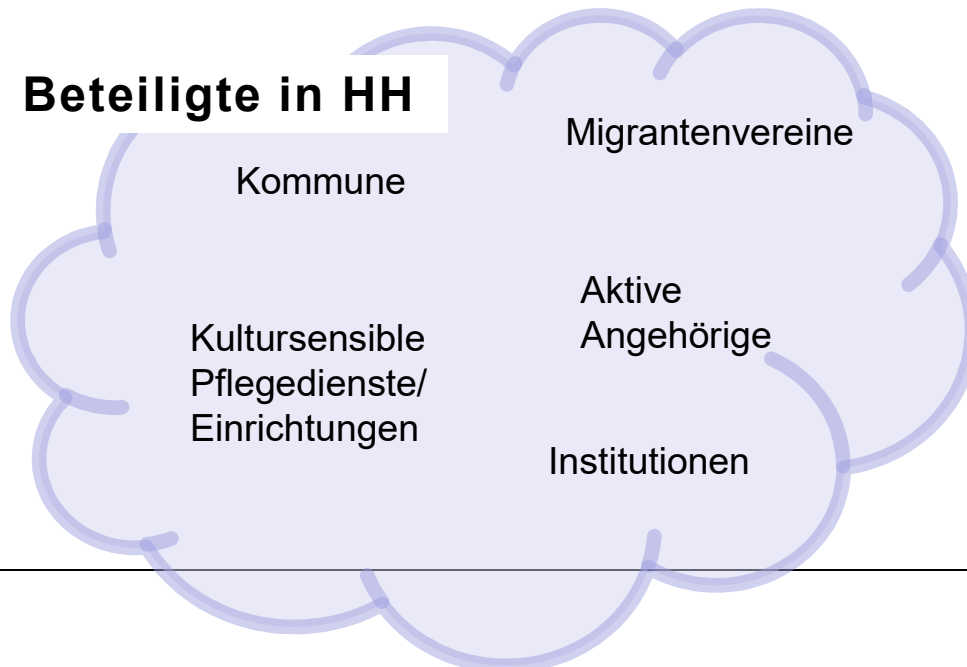 Beteiligte in HH
Migrantenvereine
Kommune
Aktive
Angehörige
Kultursensible
Pflegedienste/
Einrichtungen
Institutionen